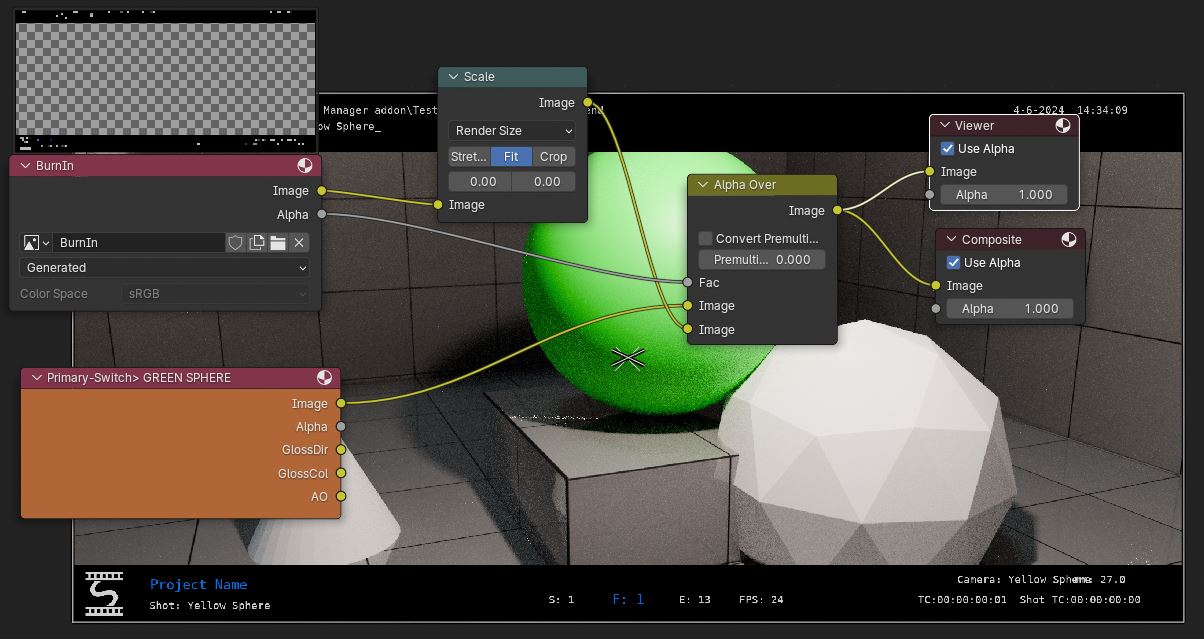 Manager addon\Test
ow Sphere_
4-6-2024 14:34:09
Scale
Image
Render Size
Stret...
Fit
Crop
0.00
0.00
Image
Viewer
Use Alpha
Image
Alpha
1.000
BurnIn
Image
Alpha
BurnIn
Generated
Color Space
sRGB
Alpha Over
Image
Convert Premulti...
Premulti...
0.000
Fac
Image
Image
Composite
Use Alpha
Image
Alpha
1.000
Primary-Switch> GREEN SPHERE
Image
Alpha
GlossDir
GlossCol
AO
Project Name
Shot: Yellow Sphere
S: 1
F: 1
E: 13
FPS: 24
Camera: Yellow
27.0
TC:00:00:00:01
Shot TC:00:00:00:00